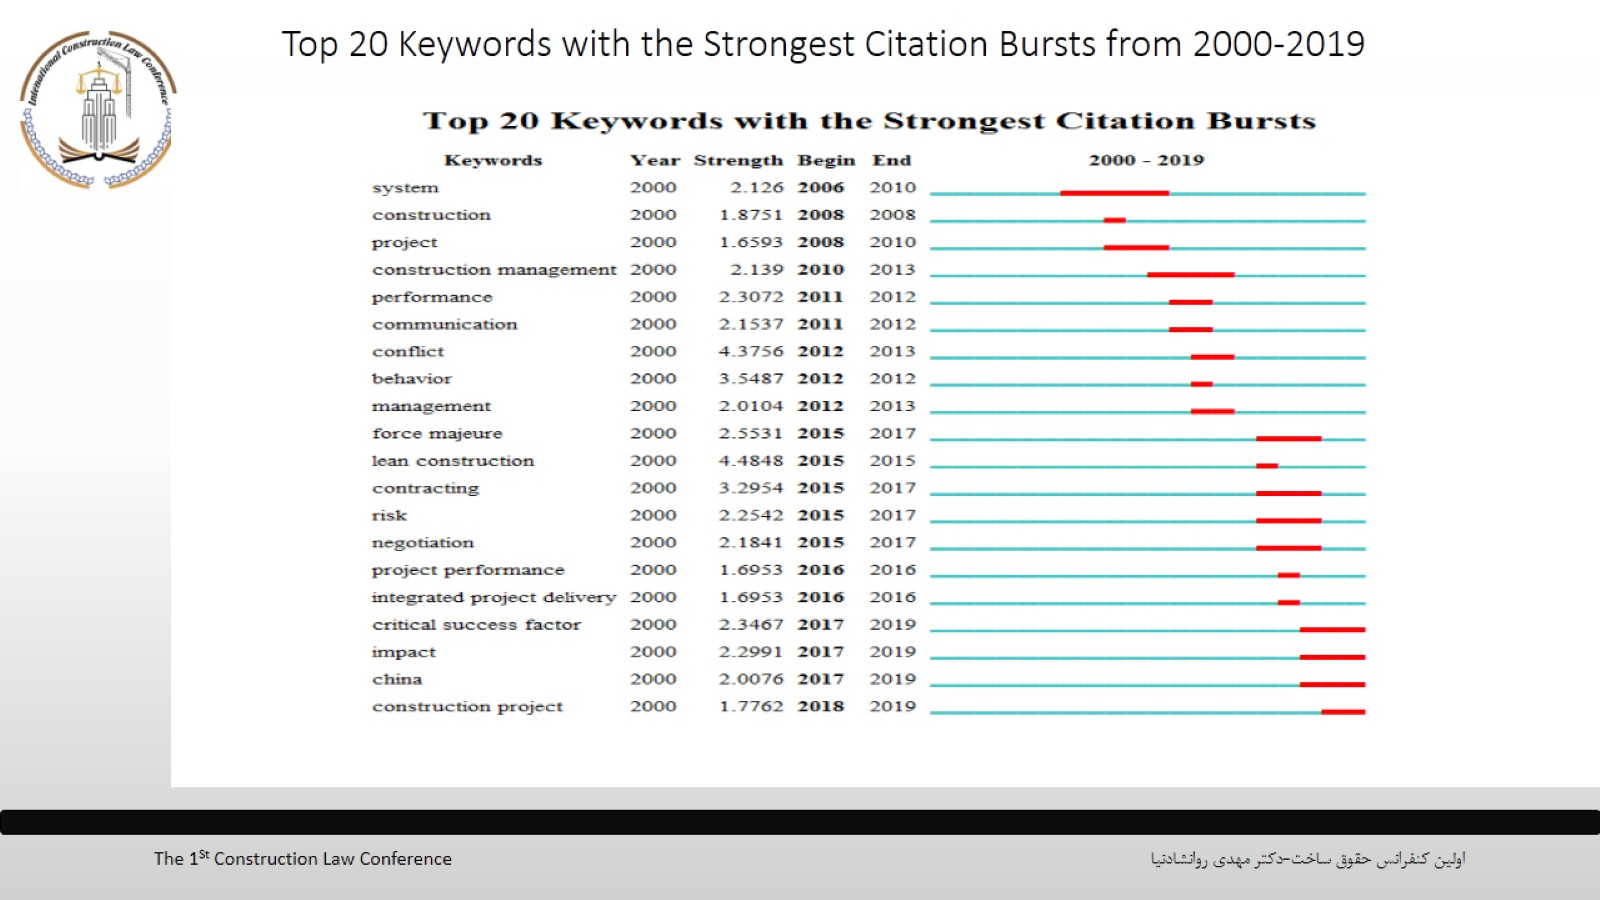 Top 20 Keywords with the Strongest Citation Bursts from 2000-2019
Intenational Construction Law Conference
Top 20 Keywords with the Strongest Citation Bursts
Keywords Year Strength Begin End 2000 - 2019
system 2000 2.126 2006 2010
construction 2000 1.8751 2008 2008
project 2000 1.6593 2008 2010
construction management 2000 2.139 2010 2013
performance 2000 2.3072 2011 2012
communication 2000 2.1537 2011 2012
conflict 2000 4.3756 2012 2013
behavior 2000 3.5487 2012 2012
management 2000 2.0104 2012 2013
force majeure 2000 2.5531 2015 2017
lean construction 2000 4.4848 2015 2015
contracting 2000 3.2954 2015 2017
risk 2000 2.2542 2015 2017
negotiation 2000 2.1841 2015 2017
project performance 2000 1.6953 2016 2016
integrated project delivery 2000 1.6953 2016 2016
critical success factor 2000 2.3467 2017 2019
impact 2000 2.2991 2017 2019
china 2000 2.0076 2017 2019
construction project 2000 1.7762 2018 2019
The 1St Construction Law Conference
اولین کنفرانس حقوق ساخت-دکتر مهدی روانشادنیا